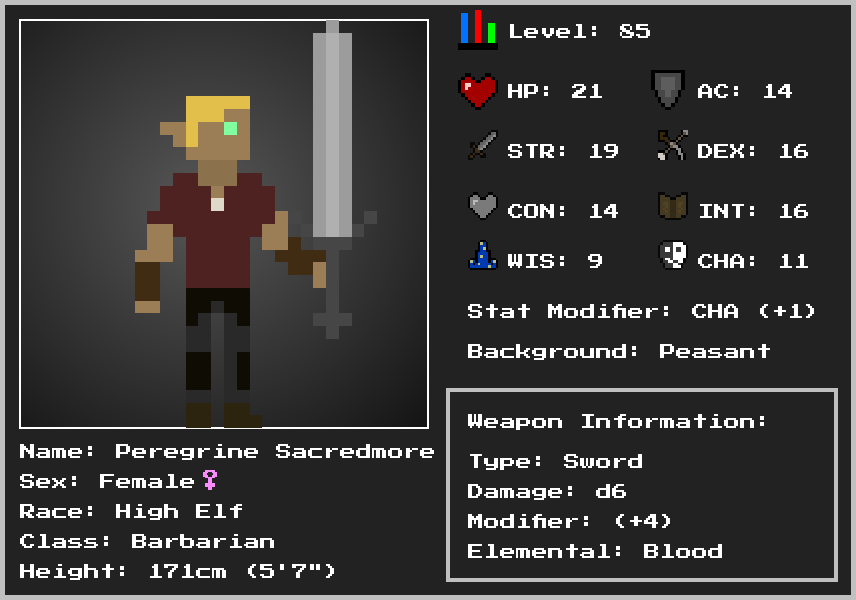 Level: 85
HP: 21 AC: 14
STR: 19 DEX: 16
CON: 14 INT: 16
WIS: 9 CHA: 11
Stat Modifier: CHA (+1)
Background: Peasant
Weapon Information:
Type: Sword
Damage: d6
Modifier: (+4)
Elemental: Blood
Name: Peregrine Sacredmore
Sex: Female♀
Race: High Elf
Class: Barbarian
Height: 171cm (5'7")